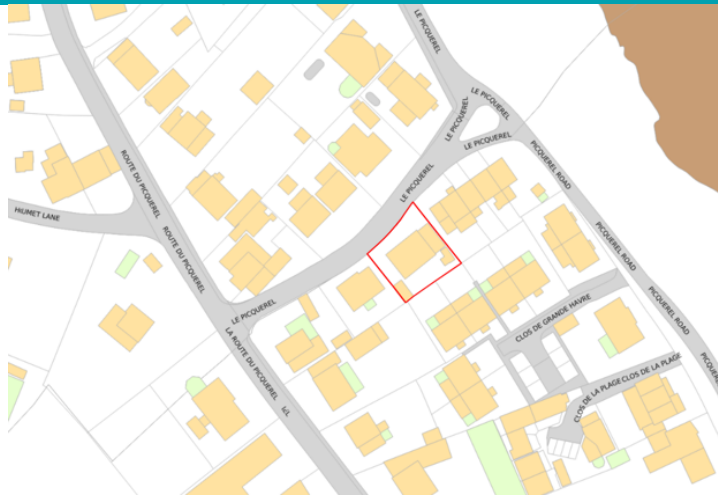 LE PICQUEREL
LE PICQUEREL
LE PICQUEREL
LE PICQUEREL
PICQUEREL ROAD
ROUTE DU PICQUEREL
LE PICQUEREL
HUMET LANE
ROUTE DU PICQUEREL
PICQUEREL ROAD
LE PICQUEREL
PICQUEREL ROAD
CLOS DE GRANDE HAVRE
LA ROUTE DU PICQUEREL
CLOS DE LA PLAGE
CLOS DE LA PLAGE